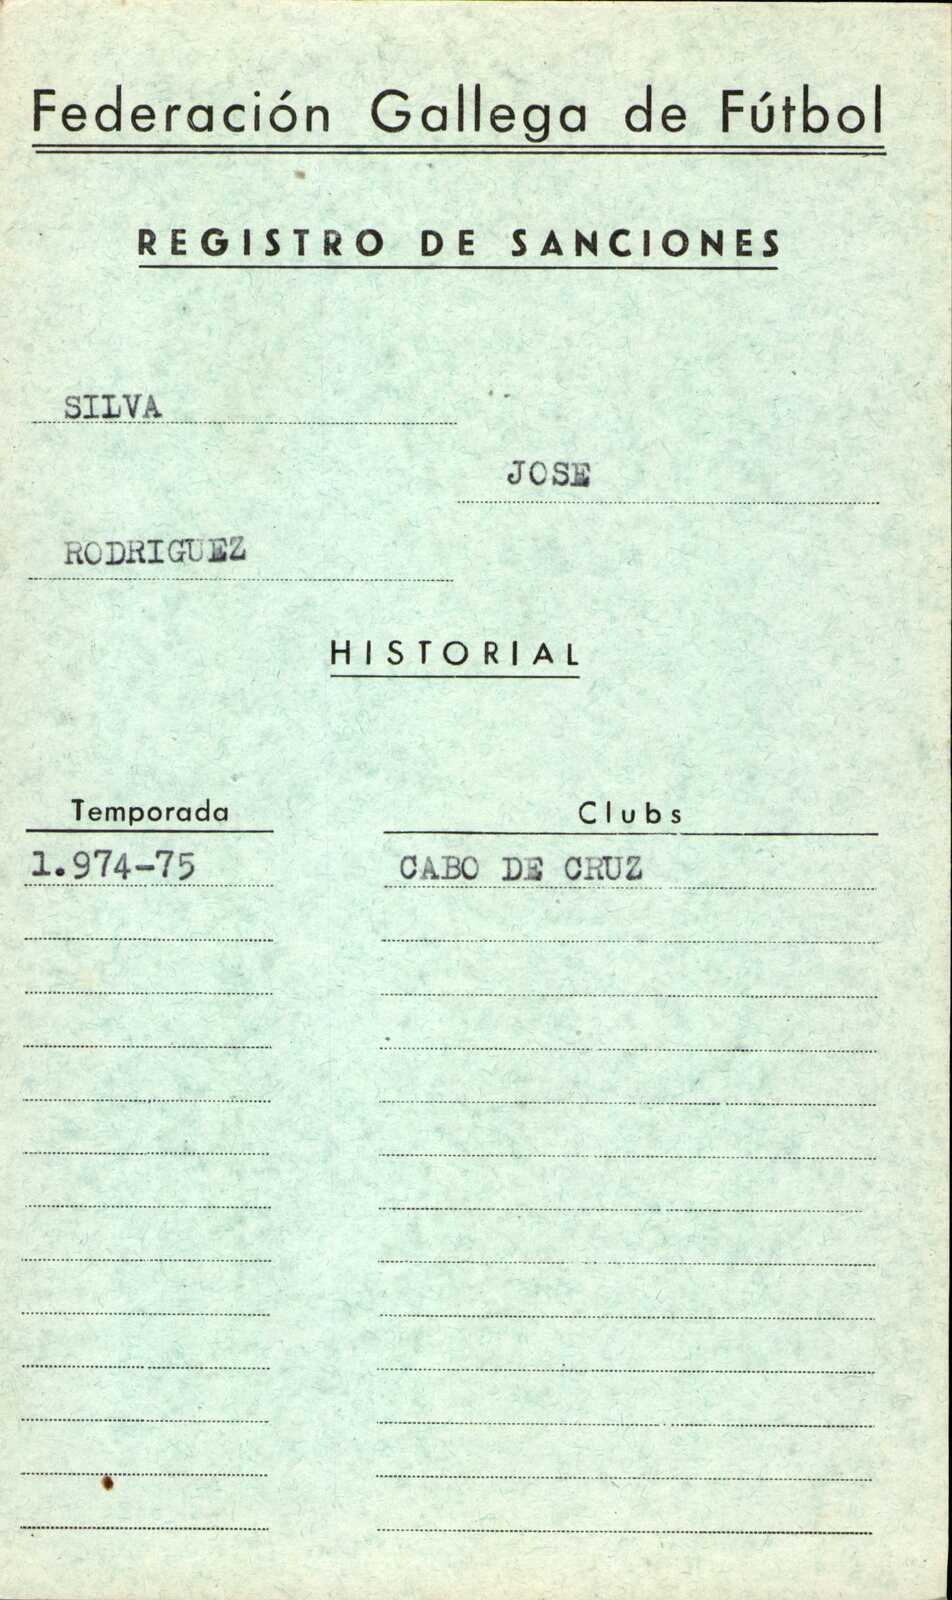 Federación Gallega de Fútbol
REGISTRO DE SANCIONES
SILVA
JOSE
RODRIGUEZ
HISTORIAL
Temporada Clubs
1.974-75 CABO DE CRUZ